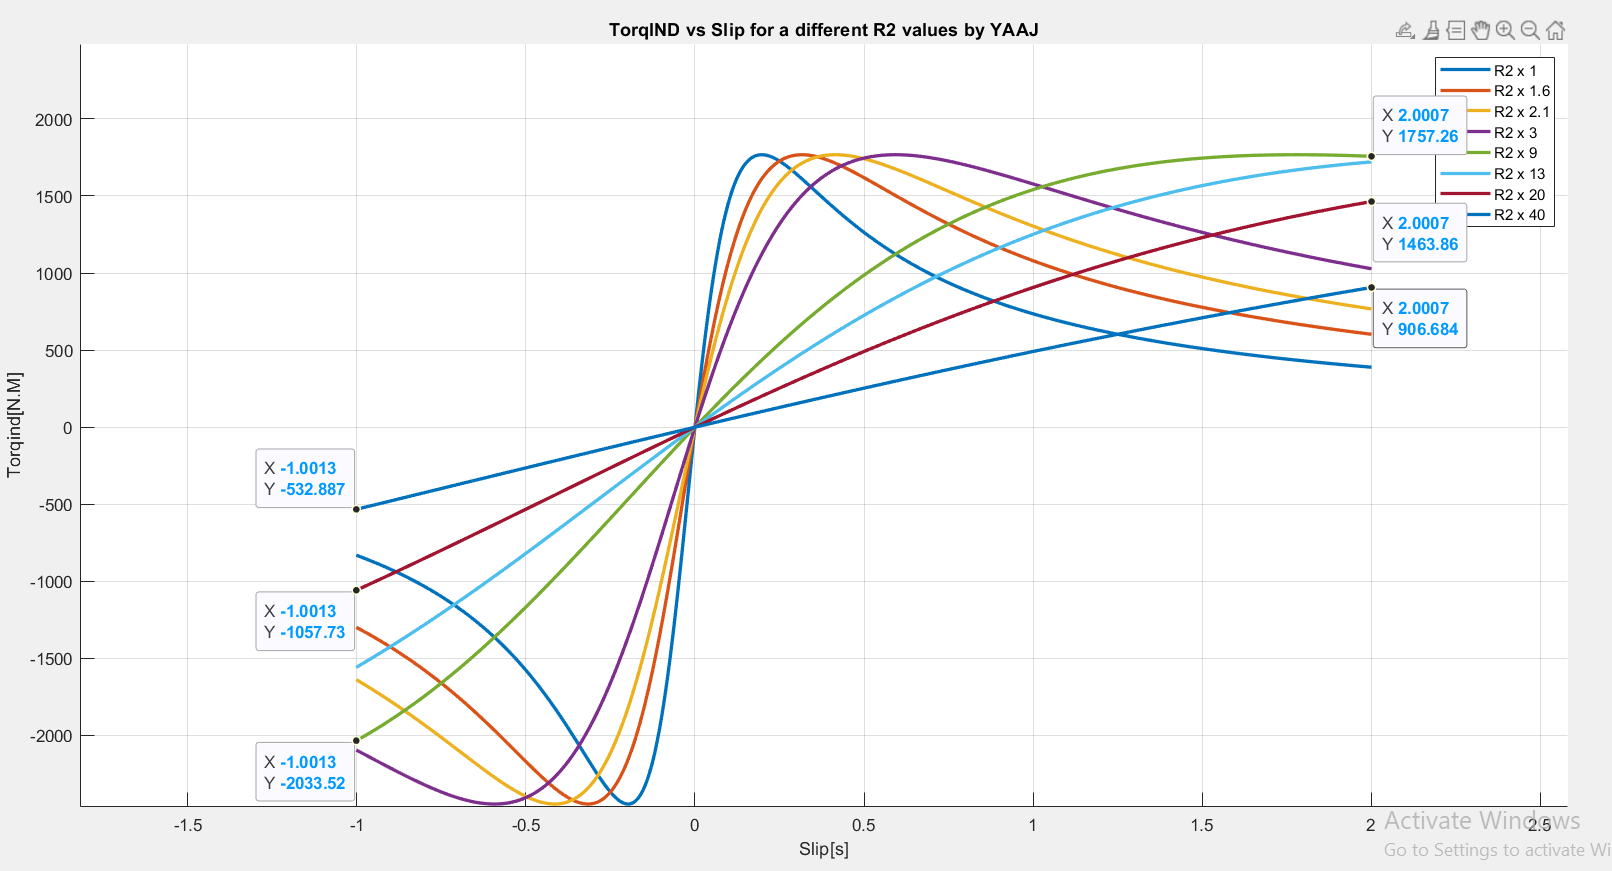 TorqIND vs Slip for a different R2 values by YAAJ
R2 x 1
R2 x 1.6
R2 x 2.1
R2 x 3
R2 x 9
R2 x 13
R2 x 20
R2 x 40
X 2.0007
Y 1757.26
X 2.0007
Y 1463.86
X 2.0007
Y 906.684
X -1.0013
Y -532.887
X -1.0013
Y -1057.73
X -1.0013
Y -2033.52
2000
1500
1000
500
0
-500
-1000
-1500
-2000
Torqind[N.M]
-1.5
-1
-0.5
0
0.5
1
1.5
2
2.5
Slip[s]
Activate Windows
Go to Settings to activate Wi